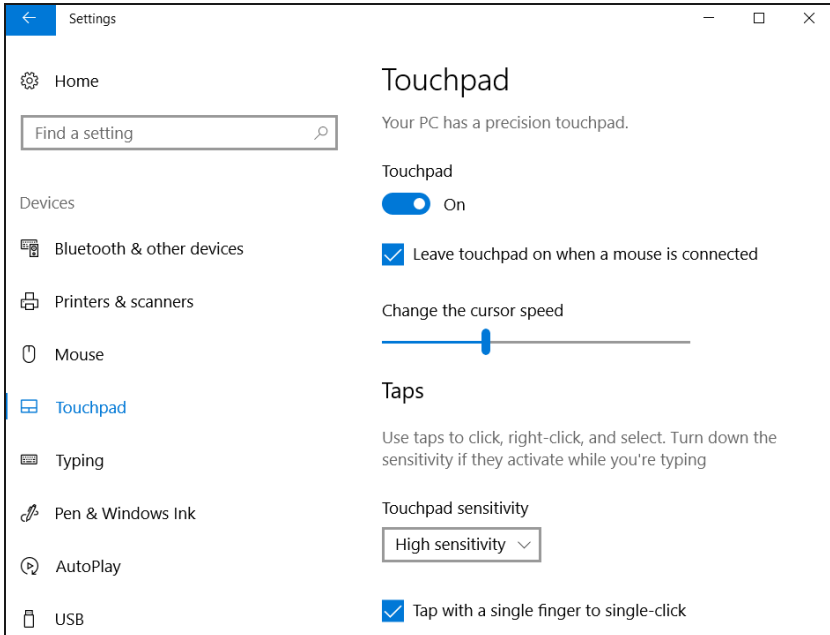 Settings
Home
Find a setting
Devices
Bluetooth & other devices
Printers & scanners
Mouse
Touchpad
Typing
Pen & Windows Ink
AutoPlay
USB
Touchpad
Your PC has a precision touchpad.
Touchpad
On
Leave touchpad on when a mouse is connected
Change the cursor speed
Taps
Use taps to click, right-click, and select. Turn down the
sensitivity if they activate while you're typing
Touchpad sensitivity
High sensitivity
Tap with a single finger to single-click